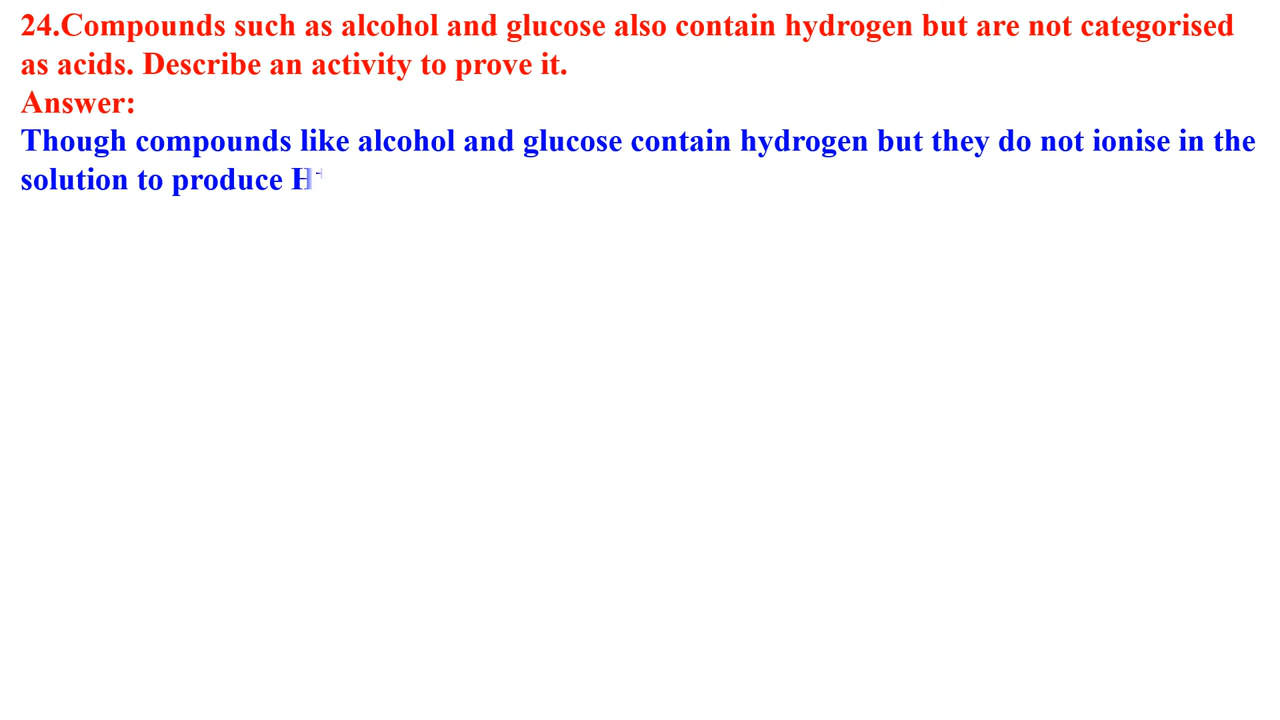 24.Compounds such as alcohol and glucose also contain hydrogen but are not categorised
as acids. Describe an activity to prove it.
Answer:
Though compounds like alcohol and glucose contain hydrogen but they do not ionise in the
solution to produce H⁺